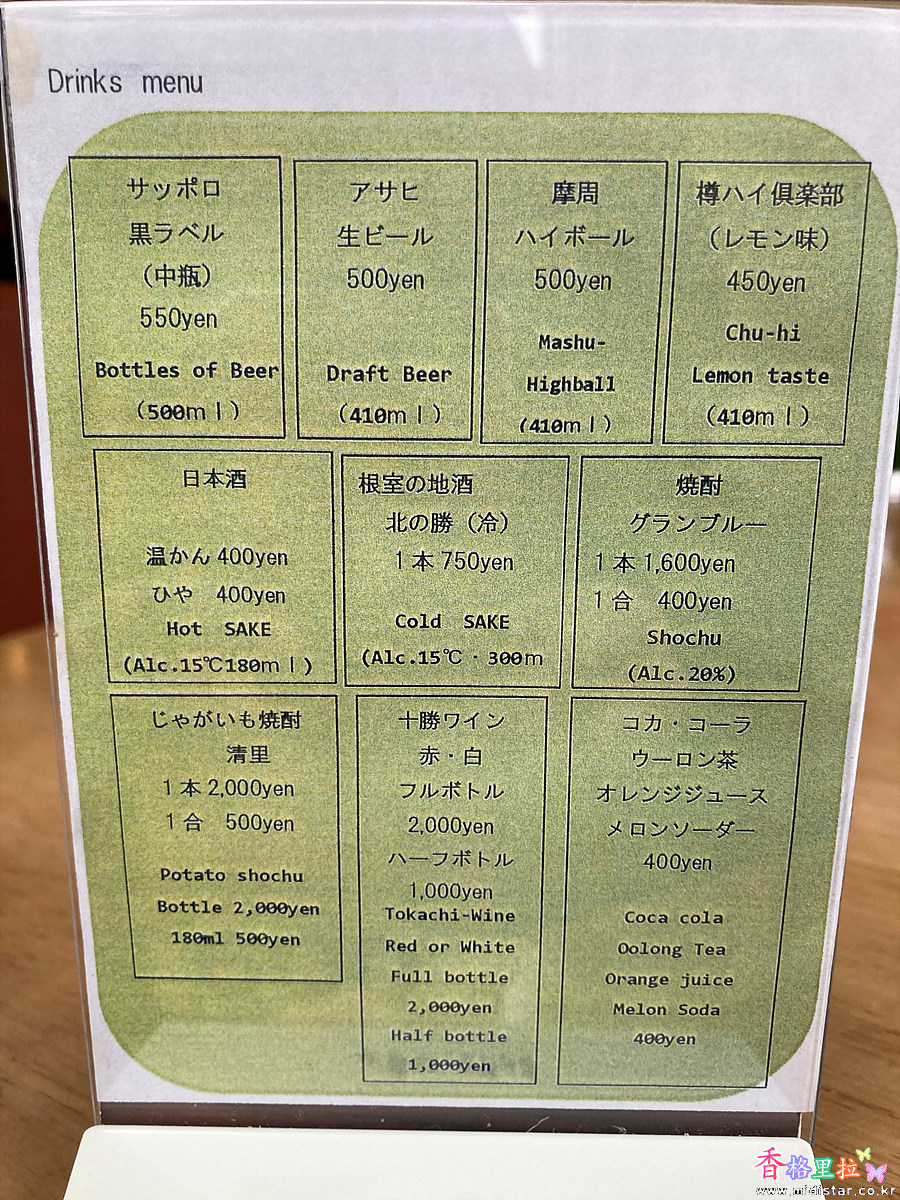 Drinks menu
サッポロ
黒ラベル
（中瓶）
550yen
Bottles of Beer
（500ｍｌ）
アサヒ
生ビール
500yen
Draft Beer
（410ｍｌ）
摩周
ハイボール
500yen
Mashu-
Highball
(410ｍｌ)
樽ハイ倶楽部
（レモン味）
450yen
Chu-hi
Lemon taste
（410ｍｌ）
日本酒
温かん 400yen
ひや　400yen
Hot SAKE
(Alc.15℃180ｍｌ)
根室の地酒
北の勝（冷）
１本 750yen
Cold SAKE
(Alc.15℃・300ｍ
焼酎
グランブルー
１本 1,600yen
１合　400yen
Shochu
(Alc.20%)
じゃがいも焼酎
清里
１本 2,000yen
１合　500yen
Potato shochu
Bottle 2,000yen
180ml 500yen
十勝ワイン
赤・白
フルボトル
2,000yen
ハーフボトル
1,000yen
Tokachi-Wine
Red or White
Full bottle
2,000yen
Half bottle
1,000yen
コカ・コーラ
ウーロン茶
オレンジジュース
メロンソーダー
400yen
Coca cola
Oolong Tea
Orange juice
Melon Soda
400yen
香格里拉
www.midistar.co.kr